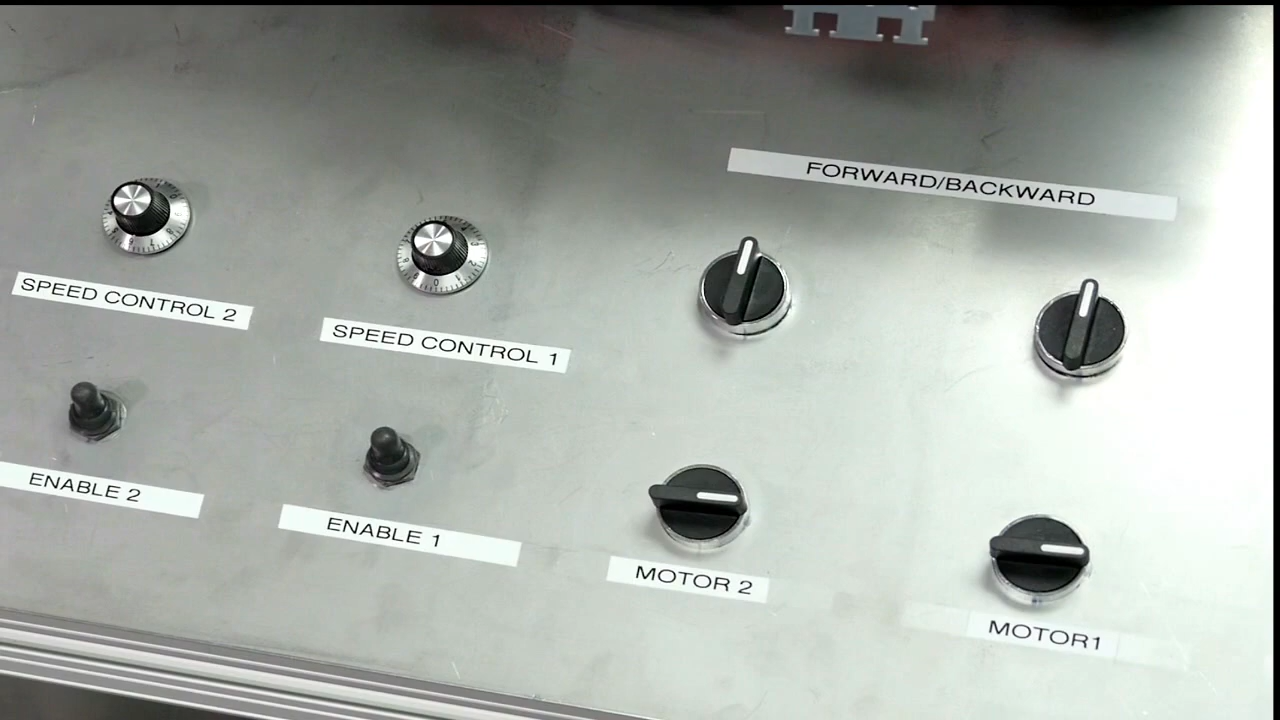 FORWARD/BACKWARD
SPEED CONTROL 2
SPEED CONTROL 1
ENABLE 2
ENABLE 1
MOTOR 2
MOTOR1